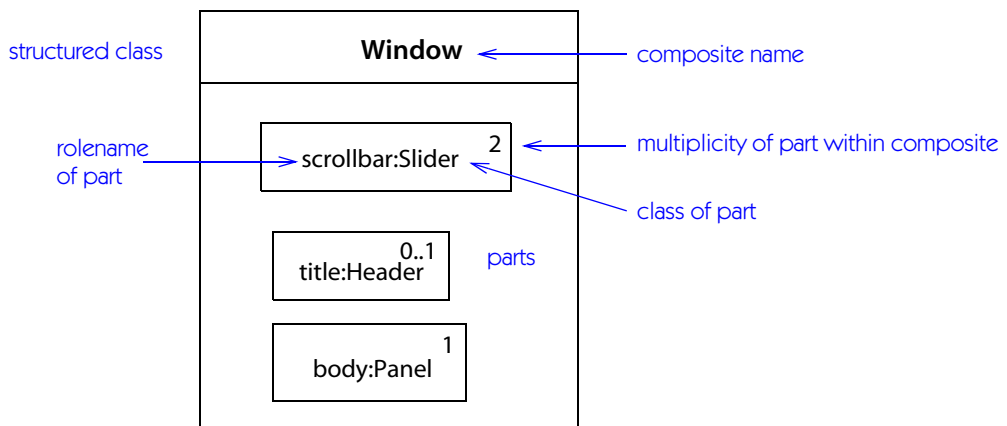 structured class
Window
composite name
rolename
of part
2
scrollbar:Slider
multiplicity of part within composite
class of part
0..1
title:Header
parts
1
body:Panel